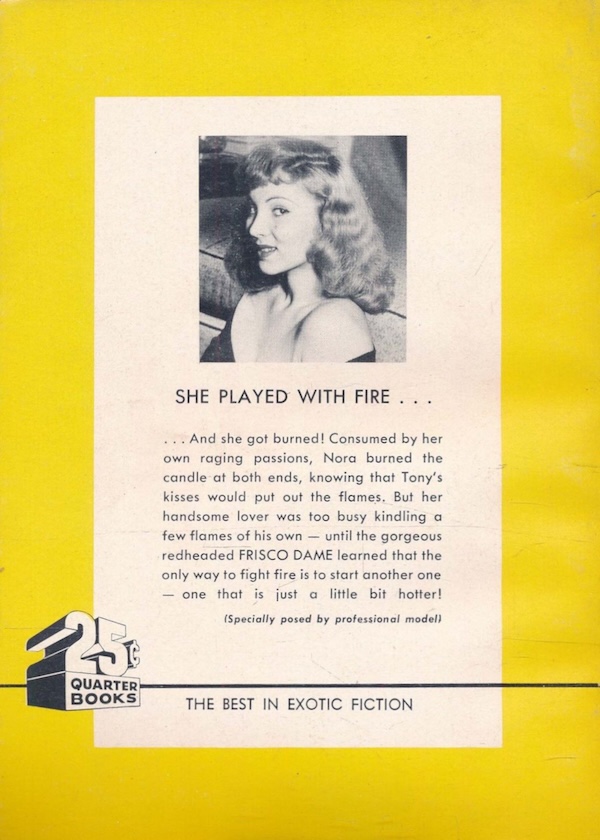 SHE PLAYED WITH FIRE . . .
. . . And she got burned! Consumed by her
own raging passions, Nora burned the
candle at both ends, knowing that Tony's
kisses would put out the flames. But her
handsome lover was too busy kindling a
few flames of his own — until the gorgeous
redheaded FRISCO DAME learned that the
only way to fight fire is to start another one
— one that is just a little bit hotter!
(Specially posed by professional model)
25¢
QUARTER
BOOKS
THE BEST IN EXOTIC FICTION